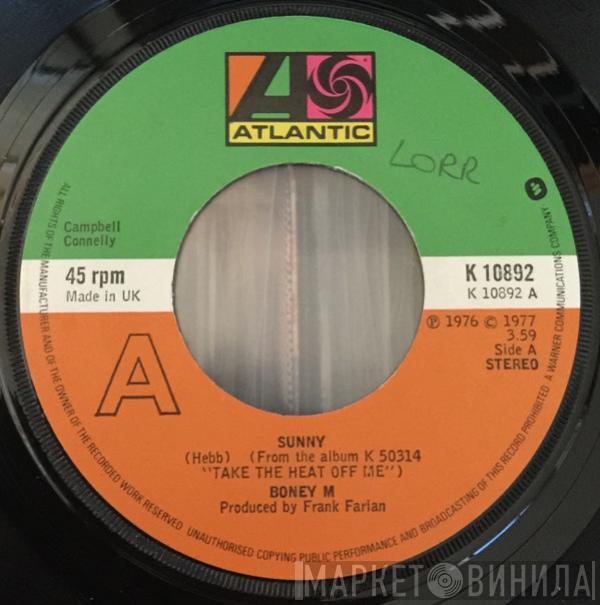 ATLANTIC
LORR
Campbell
Connelly
45 rpm
Made in UK
K 10892
K 10892 A
℗ 1976 © 1977
3.59
Side A
STEREO
A
SUNNY
(Hebb) (From the album K 50314
"TAKE THE HEAT OFF ME")
BONEY M
Produced by Frank Farian
ALL RIGHTS OF THE MANUFACTURER AND OF THE OWNER OF THE RECORDED WORK RESERVED UNAUTHORISED COPYING PUBLIC PERFORMANCE AND BROADCASTING OF THIS RECORD PROHIBITED A WARNER COMMUNICATIONS COMPANY
МАРКЕТ ВИНИЛА